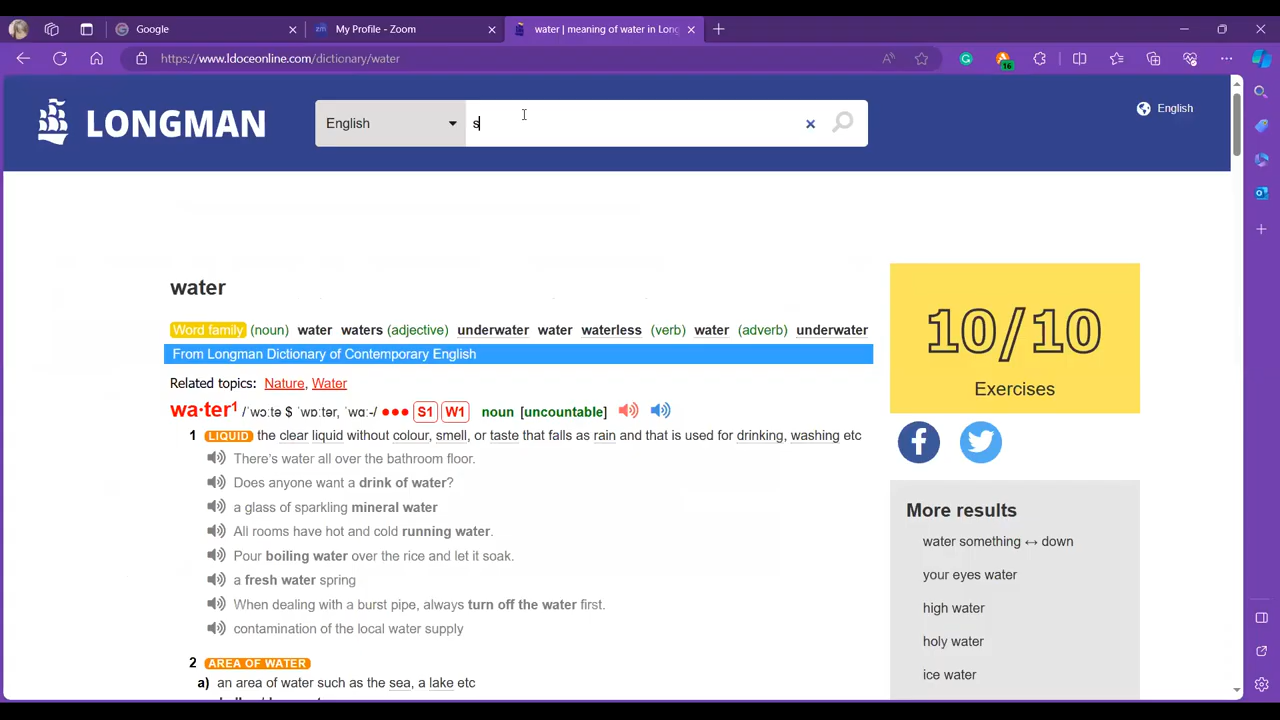 Google
My Profile - Zoom
water | meaning of water in Long
https://www.ldoceonline.com/dictionary/water
16
LONGMAN
English
s
English
water
Word family (noun) water waters (adjective) underwater water waterless (verb) water (adverb) underwater
From Longman Dictionary of Contemporary English
Related topics: Nature, Water
wa‧ter1 /ˈwɔːtə $ ˈwɒːtər, ˈwɑː-/ ●●● S1 W1 noun [uncountable]
1 LIQUID the clear liquid without colour, smell, or taste that falls as rain and that is used for drinking, washing etc
There's water all over the bathroom floor.
Does anyone want a drink of water?
a glass of sparkling mineral water
All rooms have hot and cold running water.
Pour boiling water over the rice and let it soak.
a fresh water spring
When dealing with a burst pipe, always turn off the water first.
contamination of the local water supply
2 AREA OF WATER
a) an area of water such as the sea, a lake etc
10/10
Exercises
More results
water something ↔ down
your eyes water
high water
holy water
ice water